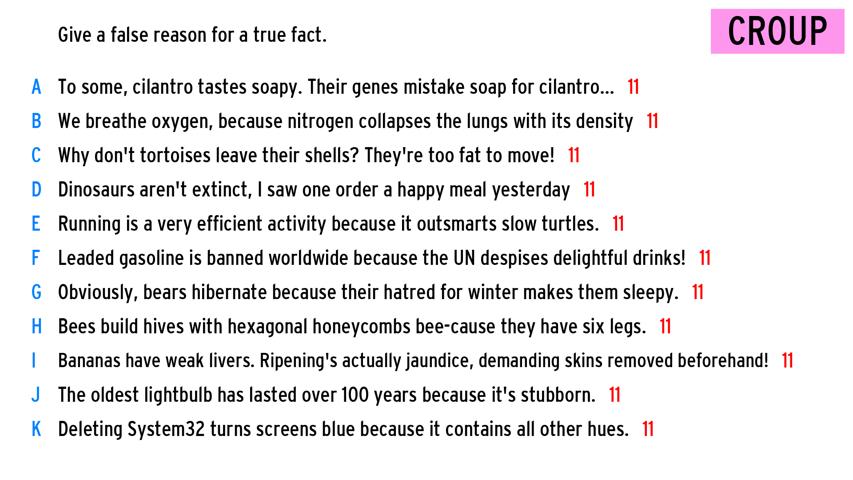 Give a false reason for a true fact.
CROUP
A To some, cilantro tastes soapy. Their genes mistake soap for cilantro... 11
B We breathe oxygen, because nitrogen collapses the lungs with its density 11
C Why don't tortoises leave their shells? They're too fat to move! 11
D Dinosaurs aren't extinct, I saw one order a happy meal yesterday 11
E Running is a very efficient activity because it outsmarts slow turtles. 11
F Leaded gasoline is banned worldwide because the UN despises delightful drinks! 11
G Obviously, bears hibernate because their hatred for winter makes them sleepy. 11
H Bees build hives with hexagonal honeycombs bee-cause they have six legs. 11
I Bananas have weak livers. Ripening's actually jaundice, demanding skins removed beforehand! 11
J The oldest lightbulb has lasted over 100 years because it's stubborn. 11
K Deleting System32 turns screens blue because it contains all other hues. 11